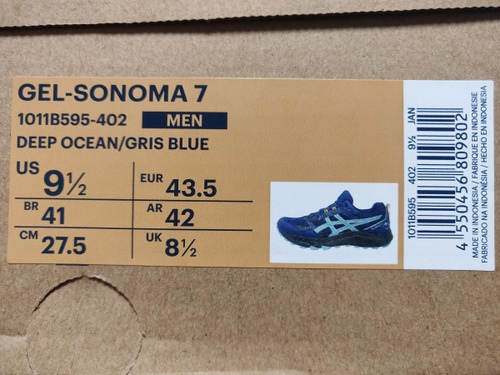 GEL-SONOMA 7
1011B595-402 MEN
DEEP OCEAN/GRIS BLUE
US 9½ EUR 43.5
BR 41 AR 42
CM 27.5 UK 8½
1011B595 402 9½ JAN
4 550456 809802
MADE IN INDONESIA / FABRIQUE EN INDONESIE
FABRICADO NA INDONÉSIA / HECHO EN INDONESIA